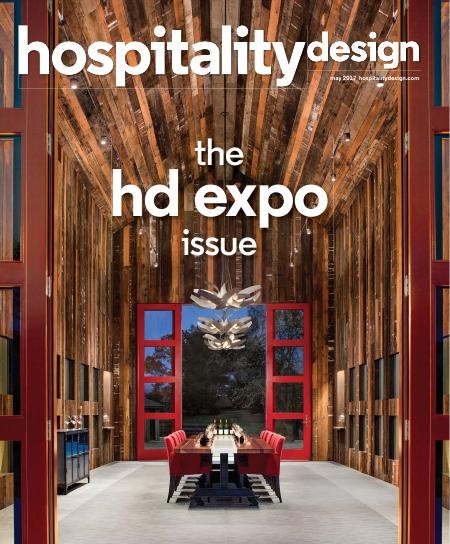 hospitalitydesign
may 2017 hospitalitydesign.com
the
hd expo
issue